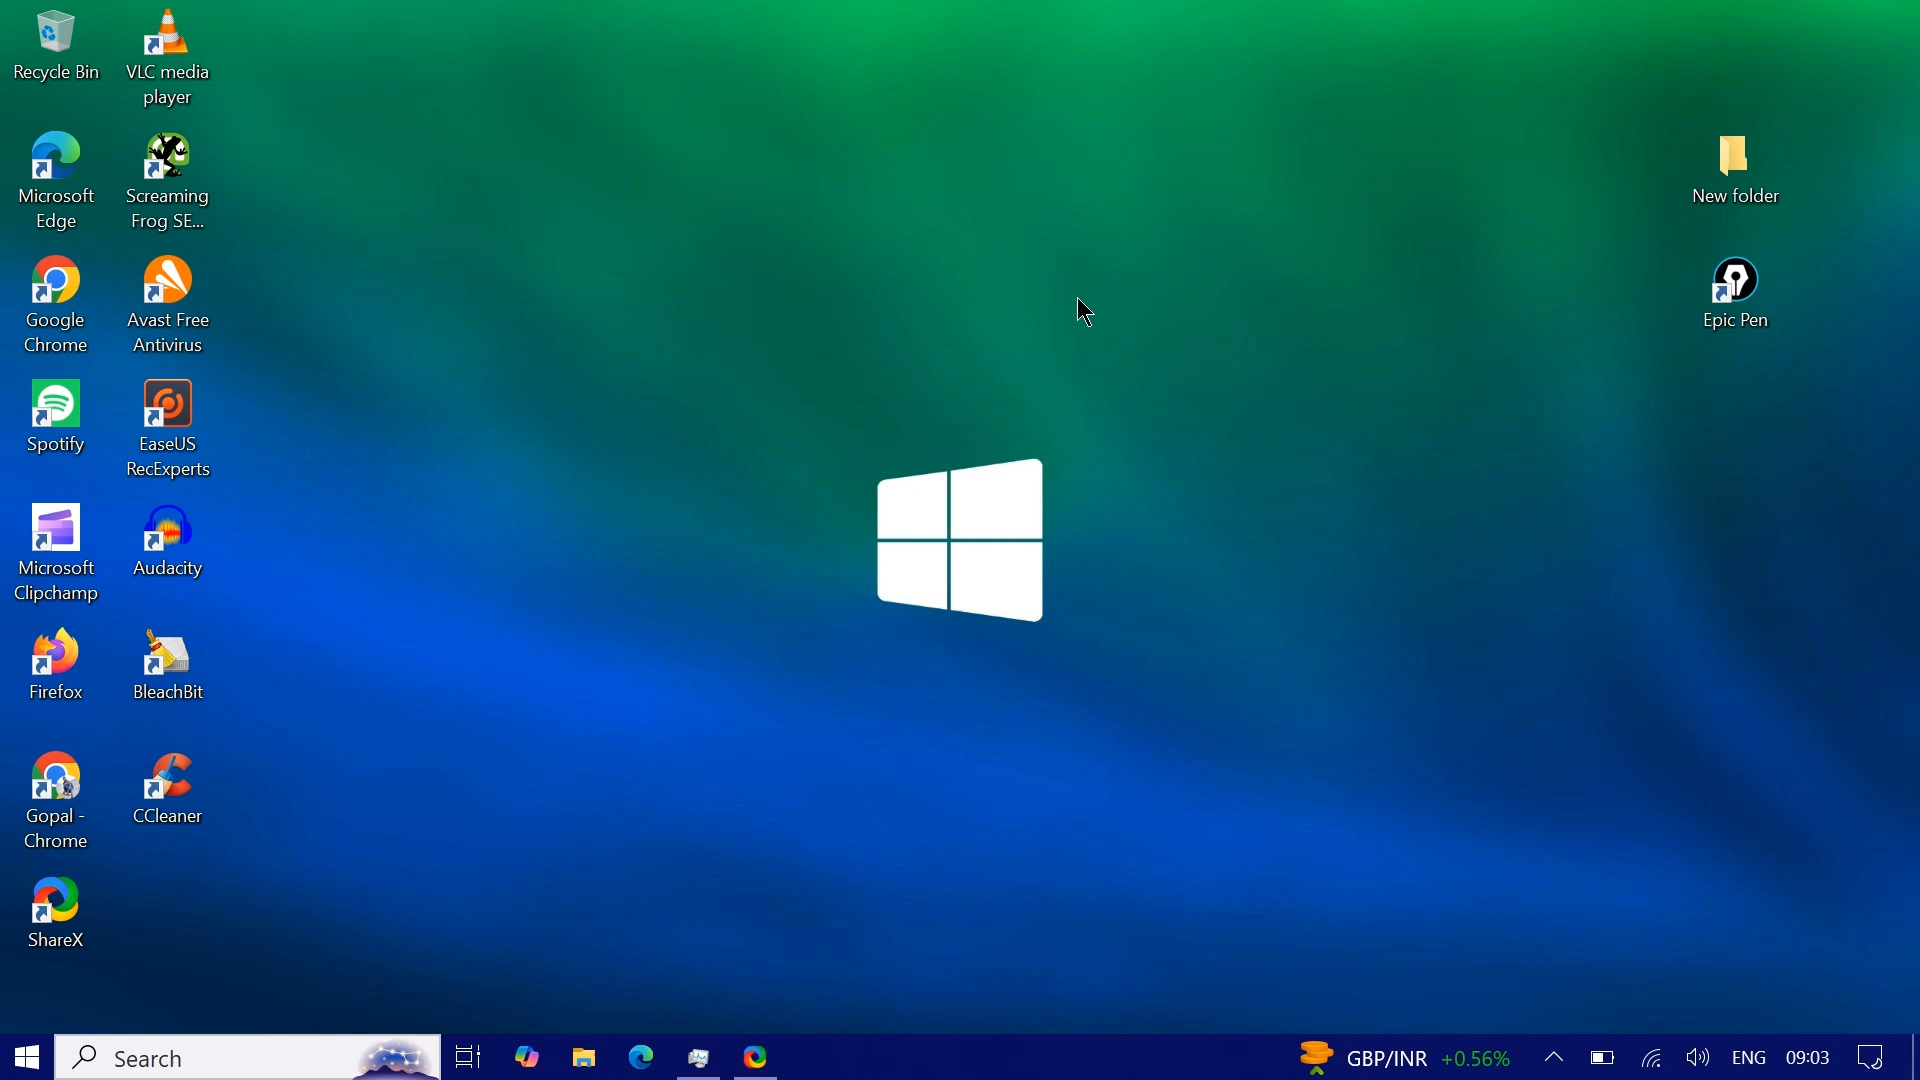 Recycle Bin
VLC media
player
Microsoft
Edge
Screaming
Frog SE...
New folder
Google
Chrome
Avast Free
Antivirus
Epic Pen
Spotify
EaseUS
RecExperts
Microsoft
Clipchamp
Audacity
Firefox
BleachBit
Gopal -
Chrome
CCleaner
ShareX
Search
GBP/INR +0.56%
ENG
09:03